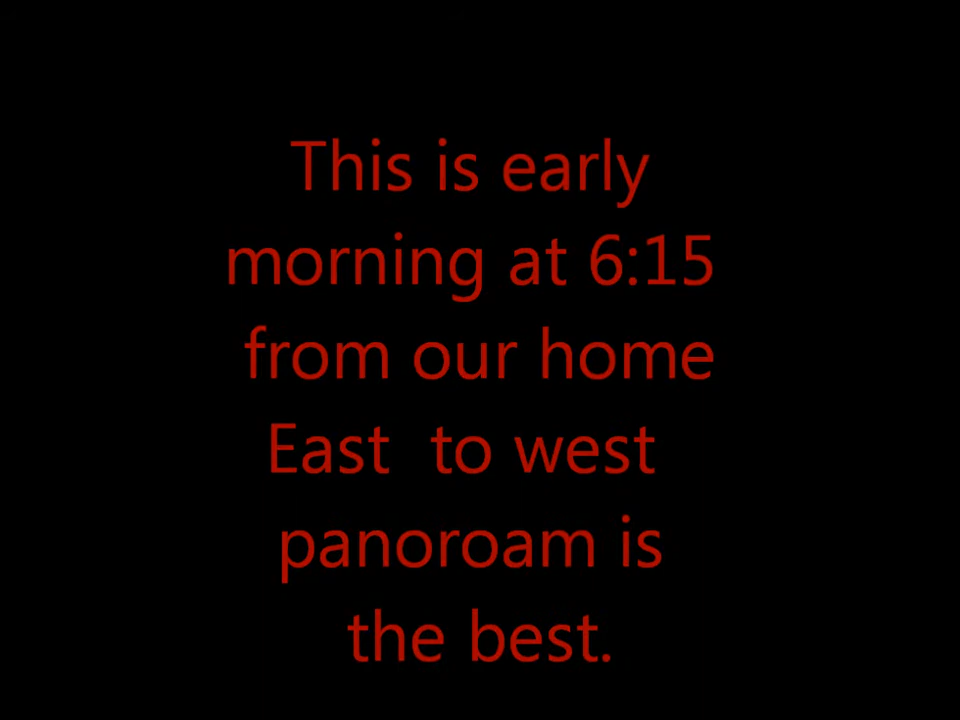 This is early
morning at 6:15
from our home
East  to west
panoroam is
the best.